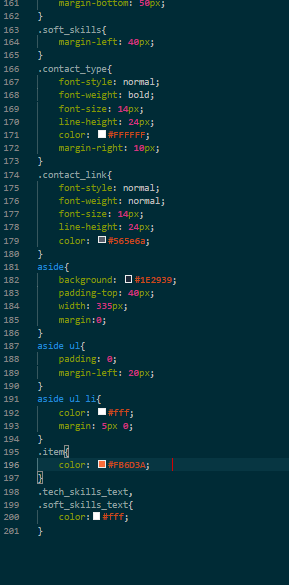 161 margin-bottom: 50px;
162 }
163 .soft_skills{
164 margin-left: 40px;
165 }
166 .contact_type{
167 font-style: normal;
168 font-weight: bold;
169 font-size: 14px;
170 line-height: 24px;
171 color: #FFFFFF;
172 margin-right: 10px;
173 }
174 .contact_link{
175 font-style: normal;
176 font-weight: normal;
177 font-size: 14px;
178 line-height: 24px;
179 color: #565e6a;
180 }
181 aside{
182 background: #1E2939;
183 padding-top: 40px;
184 width: 335px;
185 margin:0;
186 }
187 aside ul{
188 padding: 0;
189 margin-left: 20px;
190 }
191 aside ul li{
192 color: #fff;
193 margin: 5px 0;
194 }
195 .item{
196 color: #FB6D3A;
197 }
198 .tech_skills_text,
199 .soft_skills_text{
200 color:#fff;
201 }